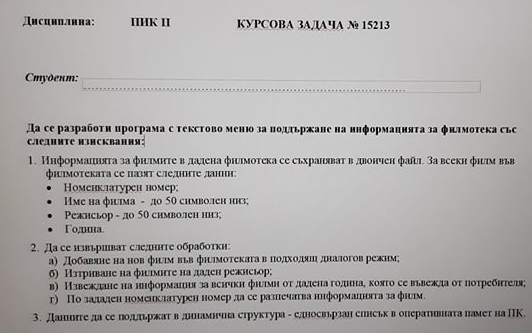 Дисциплина: ПИК II КУРСОВА ЗАДАЧА № 15213
Студент:
Да се разработи програма с текстово меню за поддържане на информацията за филмотека със
следните изисквания:
1. Информацията за филмите в дадена филмотека се съхраняват в двоичен файл. За всеки филм във
филмотеката се пазят следните данни:
• Номенклатурен номер;
• Име на филма - до 50 символен низ;
• Режисьор - до 50 символен низ;
• Година.
2. Да се извършват следните обработки:
а) Добавяне на нов филм във филмотеката в подходящ диалогов режим;
б) Изтриване на филмите на даден режисьор;
в) Извеждане на информация за всички филми от дадена година, която се въвежда от потребителя;
г) По зададен номенклатурен номер да се разпечатва информацията за филм.
3. Данните да се поддържат в динамична структура - едносвързан списък в оперативната памет на ПК.